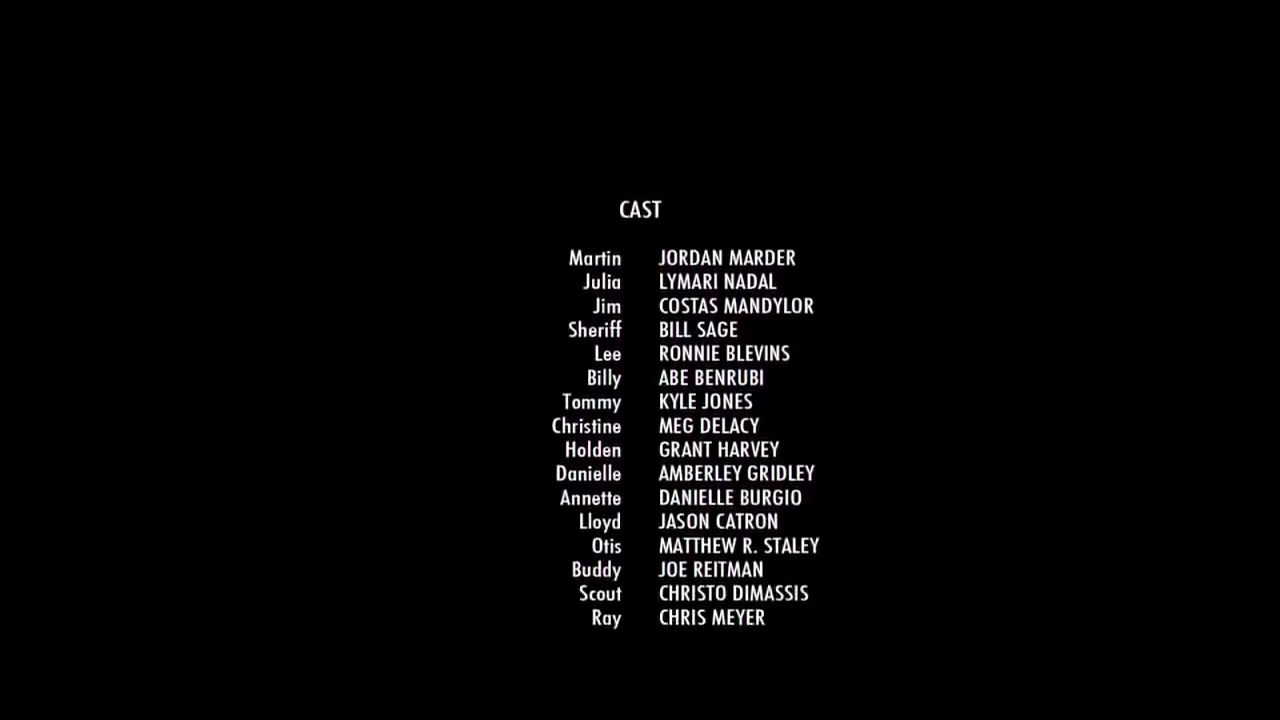 CAST
Martin JORDAN MARDER
Julia LYMARI NADAL
Jim COSTAS MANDYLOR
Sheriff BILL SAGE
Lee RONNIE BLEVINS
Billy ABE BENRUBI
Tommy KYLE JONES
Christine MEG DELACY
Holden GRANT HARVEY
Danielle AMBERLEY GRIDLEY
Annette DANIELLE BURGIO
Lloyd JASON CATRON
Otis MATTHEW R. STALEY
Buddy JOE REITMAN
Scout CHRISTO DIMASSIS
Ray CHRIS MEYER